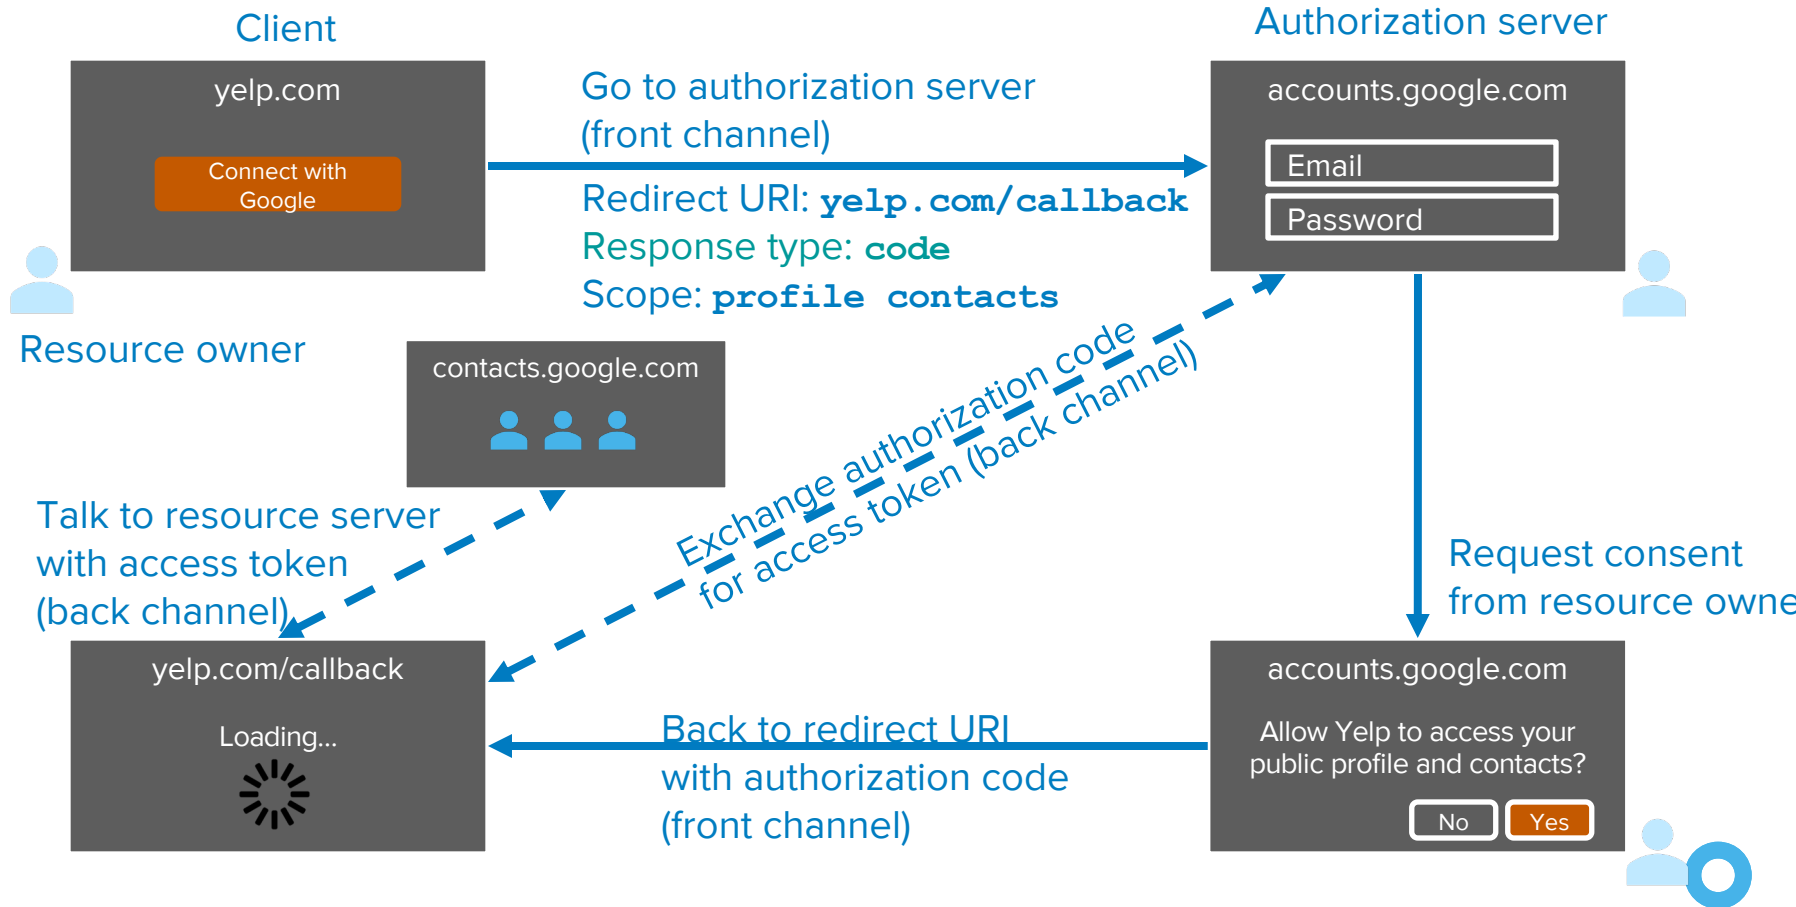 Client
Authorization server
yelp.com
Connect with
Google
Go to authorization server
(front channel)
Redirect URI: yelp.com/callback
Response type: code
Scope: profile contacts
accounts.google.com
Email
Password
Resource owner
contacts.google.com
Exchange authorization code
for access token (back channel)
Talk to resource server
with access token
(back channel)
Request consent
from resource owne
yelp.com/callback
Loading...
Back to redirect URI
with authorization code
(front channel)
accounts.google.com
Allow Yelp to access your
public profile and contacts?
No
Yes